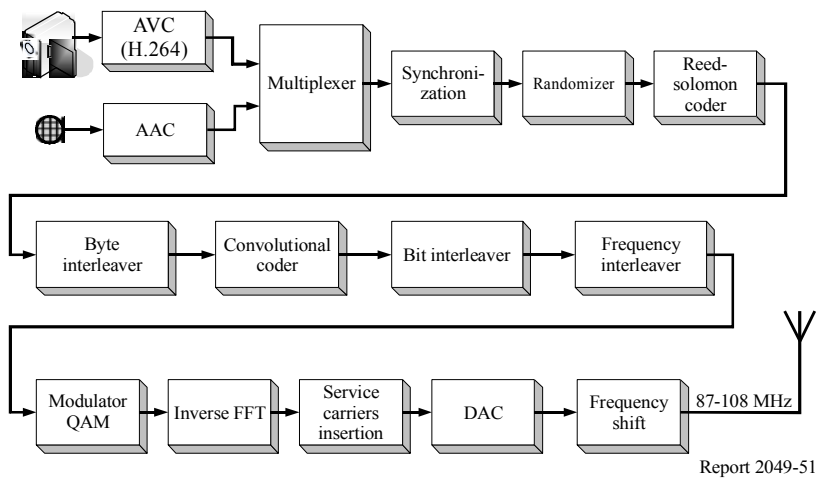 AVC
(H.264)
AAC
Multiplexer
Synchroni-
zation
Randomizer
Reed-
solomon
coder
Byte
interleaver
Convolutional
coder
Bit interleaver
Frequency
interleaver
Modulator
QAM
Inverse FFT
Service
carriers
insertion
DAC
Frequency
shift
87-108 MHz
Report 2049-51